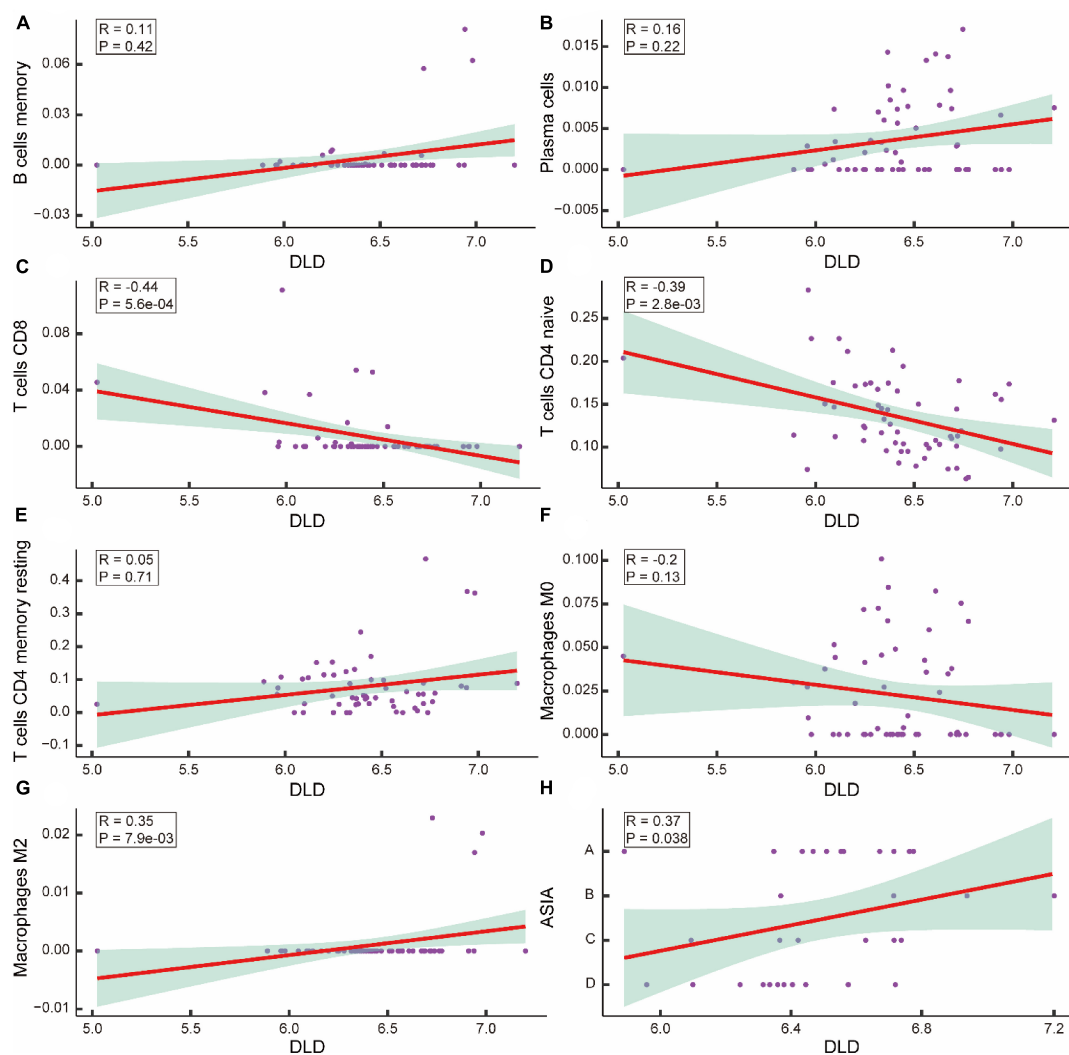 A
R = 0.11
P = 0.42
B cells memory
0.06
0.03
0.00
−0.03
5.0 5.5 6.0 6.5 7.0
DLD
B
R = 0.16
P = 0.22
Plasma cells
0.015
0.010
0.005
0.000
−0.005
5.0 5.5 6.0 6.5 7.0
DLD
C
R = -0.44
P = 5.6e-04
T cells CD8
0.08
0.04
0.00
5.0 5.5 6.0 6.5 7.0
DLD
D
R = -0.39
P = 2.8e-03
T cells CD4 naive
0.25
0.20
0.15
0.10
5.0 5.5 6.0 6.5 7.0
DLD
E
R = 0.05
P = 0.71
T cells CD4 memory resting
0.4
0.3
0.2
0.1
0.0
−0.1
5.0 5.5 6.0 6.5 7.0
DLD
F
R = -0.2
P = 0.13
Macrophages M0
0.100
0.075
0.050
0.025
0.000
5.0 5.5 6.0 6.5 7.0
DLD
G
R = 0.35
P = 7.9e-03
Macrophages M2
0.02
0.01
0.00
−0.01
5.0 5.5 6.0 6.5 7.0
DLD
H
R = 0.37
P = 0.038
ASIA
A
B
C
D
6.0 6.4 6.8 7.2
DLD